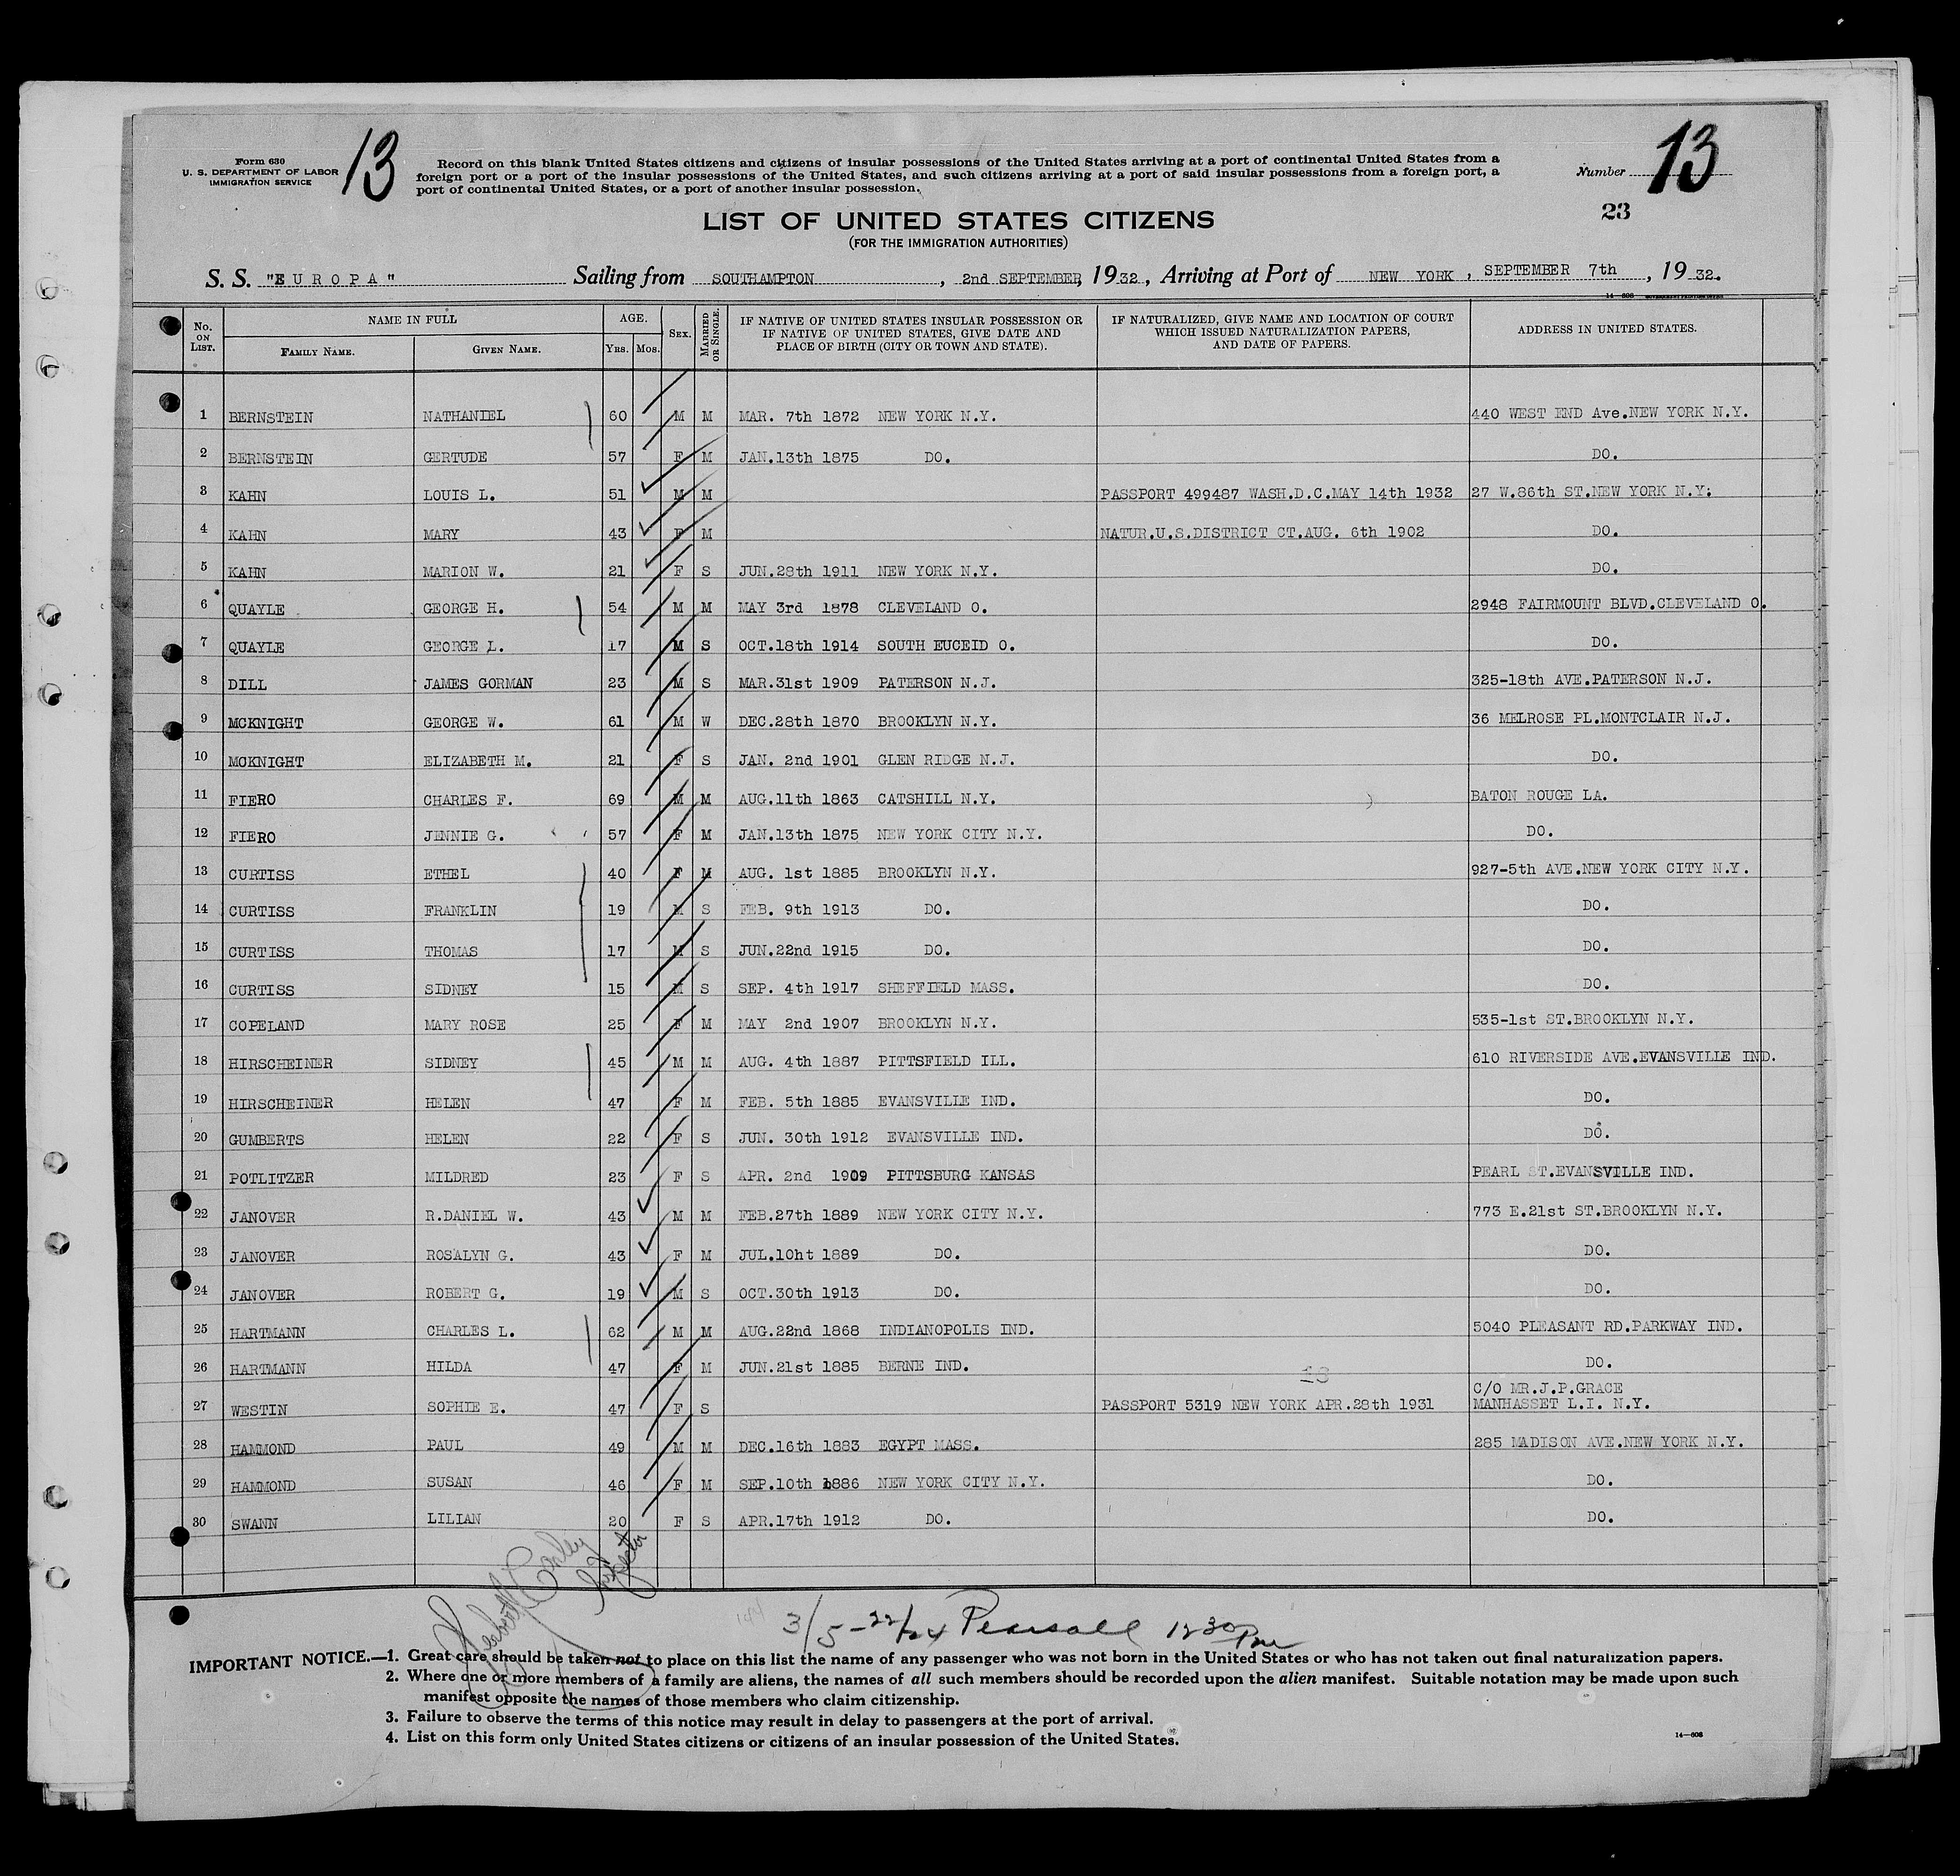 Form 630
U. S. DEPARTMENT OF LABOR
IMMIGRATION SERVICE
13
Record on this blank United States citizens and citizens of insular possessions of the United States arriving at a port of continental United States from a
foreign port or a port of the insular possessions of the United States, and such citizens arriving at a port of said insular possessions from a foreign port, a
port of continental United States, or a port of another insular possession.
Number 13
23
LIST OF UNITED STATES CITIZENS
(FOR THE IMMIGRATION AUTHORITIES)
S. S. "EUROPA" Sailing from SOUTHAMPTON, 2nd SEPTEMBER, 1932, Arriving at Port of NEW YORK, SEPTEMBER 7th, 1932.
No. ON LIST. NAME IN FULL FAMILY NAME. GIVEN NAME. AGE. YRS. MOS. SEX. MARRIED OR SINGLE. IF NATIVE OF UNITED STATES INSULAR POSSESSION OR IF NATIVE OF UNITED STATES, GIVE DATE AND PLACE OF BIRTH (CITY OR TOWN AND STATE). IF NATURALIZED, GIVE NAME AND LOCATION OF COURT WHICH ISSUED NATURALIZATION PAPERS, AND DATE OF PAPERS. ADDRESS IN UNITED STATES.
1 BERNSTEIN NATHANIEL 60 M M MAR. 7th 1872 NEW YORK N.Y. 440 WEST END Ave.NEW YORK N.Y.
2 BERNSTEIN GERTUDE 57 F M JAN.13th 1875 DO. DO.
3 KAHN LOUIS L. 51 M M PASSPORT 499487 WASH.D.C.MAY 14th 1932 27 W.86th ST.NEW YORK N.Y.
4 KAHN MARY 43 F M NATUR.U.S.DISTRICT CT.AUG. 6th 1902 DO.
5 KAHN MARION W. 21 F S JUN.28th 1911 NEW YORK N.Y. DO.
6 QUAYLE GEORGE H. 54 M M MAY 3rd 1878 CLEVELAND O. 2948 FAIRMOUNT BLVD.CLEVELAND O.
7 QUAYLE GEORGE L. 17 M S OCT.18th 1914 SOUTH EUCEID O. DO.
8 DILL JAMES GORMAN 23 M S MAR.31st 1909 PATERSON N.J. 325-18th AVE.PATERSON N.J.
9 MCKNIGHT GEORGE W. 61 M W DEC.28th 1870 BROOKLYN N.Y. 36 MELROSE PL.MONTCLAIR N.J.
10 MCKNIGHT ELIZABETH M. 21 F S JAN. 2nd 1901 GLEN RIDGE N.J. DO.
11 FIERO CHARLES F. 69 M M AUG.11th 1863 CATSHILL N.Y. BATON ROUGE LA.
12 FIERO JENNIE G. 57 F M JAN.13th 1875 NEW YORK CITY N.Y. DO.
13 CURTISS ETHEL 40 F M AUG. 1st 1885 BROOKLYN N.Y. 927-5th AVE.NEW YORK CITY N.Y.
14 CURTISS FRANKLIN 19 M S FEB. 9th 1913 DO. DO.
15 CURTISS THOMAS 17 M S JUN.22nd 1915 DO. DO.
16 CURTISS SIDNEY 15 M S SEP. 4th 1917 SHEFFIELD MASS. DO.
17 COPELAND MARY ROSE 25 F M MAY 2nd 1907 BROOKLYN N.Y. 535-1st ST.BROOKLYN N.Y.
18 HIRSCHEINER SIDNEY 45 M M AUG. 4th 1887 PITTSFIELD ILL. 610 RIVERSIDE AVE.EVANSVILLE IND.
19 HIRSCHEINER HELEN 47 F M FEB. 5th 1885 EVANSVILLE IND. DO.
20 GUMBERTS HELEN 22 F S JUN. 30th 1912 EVANSVILLE IND. DO.
21 POTLITZER MILDRED 23 F S APR. 2nd 1909 PITTSBURG KANSAS PEARL ST.EVANSVILLE IND.
22 JANOVER R.DANIEL W. 43 M M FEB.27th 1889 NEW YORK CITY N.Y. 773 E.21st ST.BROOKLYN N.Y.
23 JANOVER ROSALYN G. 43 F M JUL.10ht 1889 DO. DO.
24 JANOVER ROBERT G. 19 M S OCT.30th 1913 DO. DO.
25 HARTMANN CHARLES L. 62 M M AUG.22nd 1868 INDIANOPOLIS IND. 5040 PLEASANT RD.PARKWAY IND.
26 HARTMANN HILDA 47 F M JUN.21st 1885 BERNE IND. DO.
27 WESTIN SOPHIE E. 47 F S PASSPORT 5319 NEW YORK APR.28th 1931 C/O MR.J.P.GRACE
MANHASSET L.I. N.Y.
28 HAMMOND PAUL 49 M M DEC.16th 1883 EGYPT MASS. 285 MADISON AVE.NEW YORK N.Y.
29 HAMMOND SUSAN 46 F M SEP.10th 1886 NEW YORK CITY N.Y. DO.
30 SWANN LILIAN 20 F S APR.17th 1912 DO. DO.
Inspector
3/5-22/24 Pearsall 1230 Pm
IMPORTANT NOTICE.—1. Great care should be taken not to place on this list the name of any passenger who was not born in the United States or who has not taken out final naturalization papers.
2. Where one or more members of a family are aliens, the names of all such members should be recorded upon the alien manifest. Suitable notation may be made upon such
manifest opposite the names of those members who claim citizenship.
3. Failure to observe the terms of this notice may result in delay to passengers at the port of arrival.
4. List on this form only United States citizens or citizens of an insular possession of the United States.
14—608